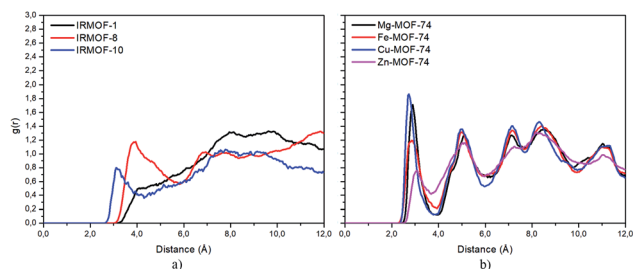 IRMOF-1
IRMOF-8
IRMOF-10
g(r)
3,0
2,8
2,6
2,4
2,2
2,0
1,8
1,6
1,4
1,2
1,0
0,8
0,6
0,4
0,2
0,0
0,0 2,0 4,0 6,0 8,0 10,0 12,0
Distance (Å)
a)
Mg-MOF-74
Fe-MOF-74
Cu-MOF-74
Zn-MOF-74
0,0 2,0 4,0 6,0 8,0 10,0 12,0
Distance (Å)
b)